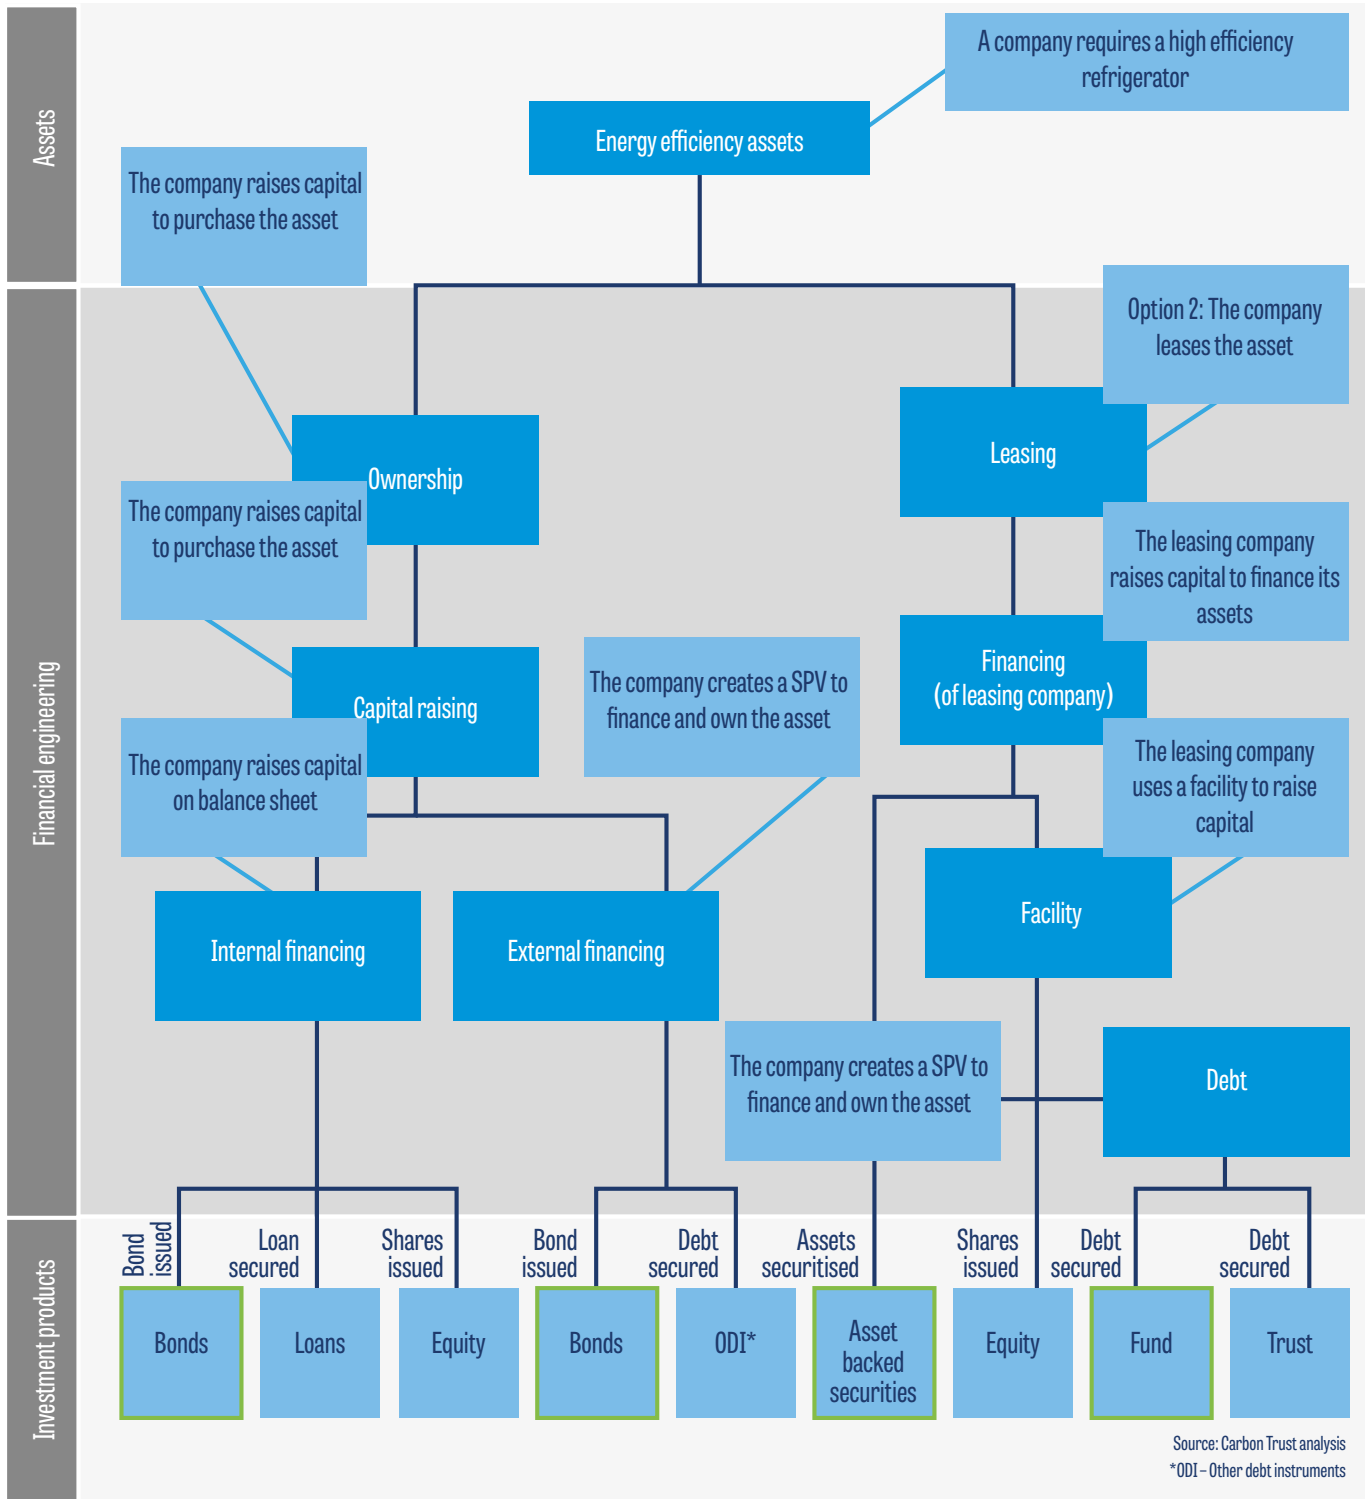 Assets
A company requires a high efficiency
refrigerator
Energy efficiency assets
The company raises capital
to purchase the asset
Financial engineering
Option 2: The company
leases the asset
Ownership
Leasing
The company raises capital
to purchase the asset
The leasing company
raises capital to finance its
assets
Capital raising
The company creates a SPV to
finance and own the asset
Financing
(of leasing company)
The company raises capital
on balance sheet
The leasing company
uses a facility to raise
capital
Internal financing
External financing
Facility
The company creates a SPV to
finance and own the asset
Debt
Investment products
Bond
issued
Loan
secured
Shares
issued
Bond
issued
Debt
secured
Assets
securitised
Shares
issued
Debt
secured
Debt
secured
Bonds
Loans
Equity
Bonds
ODI*
Asset
backed
securities
Equity
Fund
Trust
Source: Carbon Trust analysis
*ODI – Other debt instruments